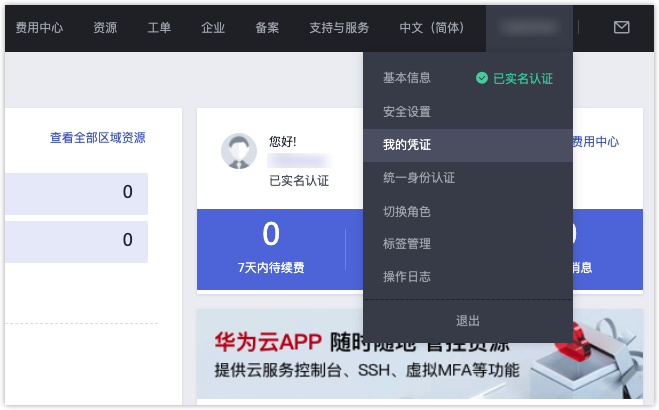 费用中心 资源 工单 企业 备案 支持与服务 中文（简体）
基本信息 已实名认证
安全设置
我的凭证
统一身份认证
切换角色
标签管理
操作日志
退出
查看全部区域资源
0
0
您好!
已实名认证
费用中心
0
7天内待续费
消息
华为云APP 随时随地 管控资源
提供云服务控制台、SSH、虚拟MFA等功能